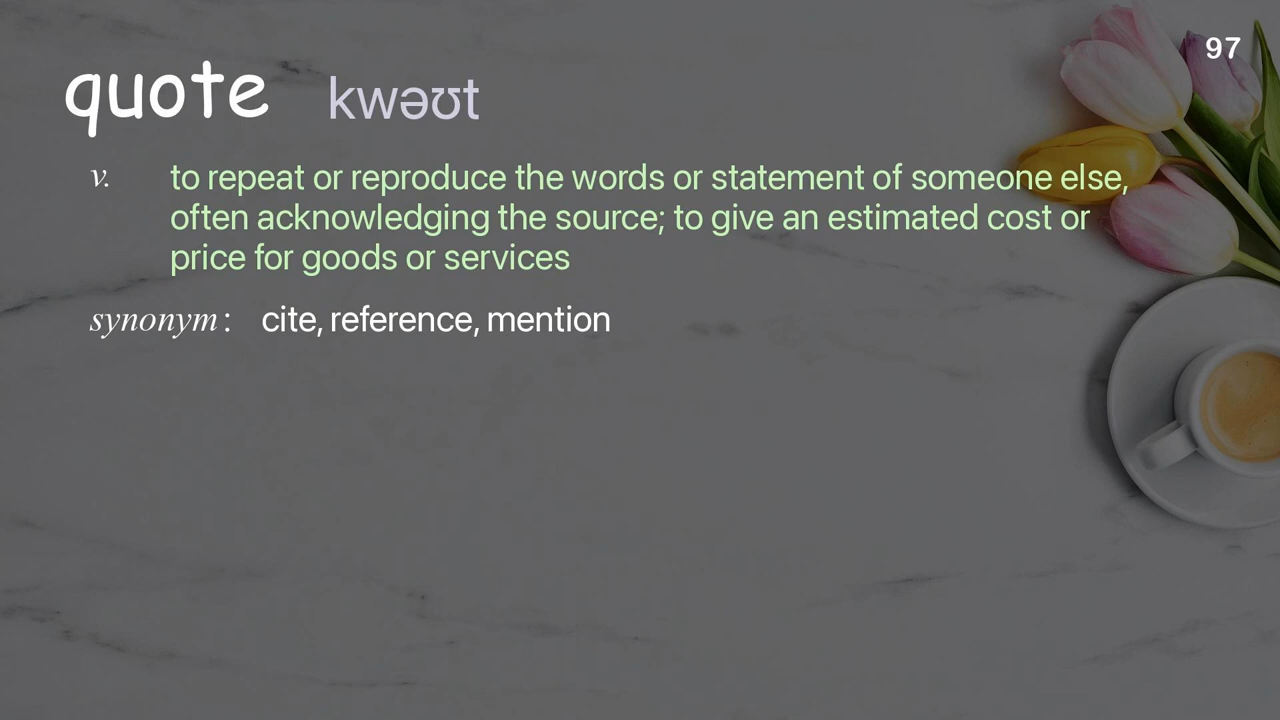 97
quote kwəʊt
v. to repeat or reproduce the words or statement of someone else,
often acknowledging the source; to give an estimated cost or
price for goods or services
synonym : cite, reference, mention